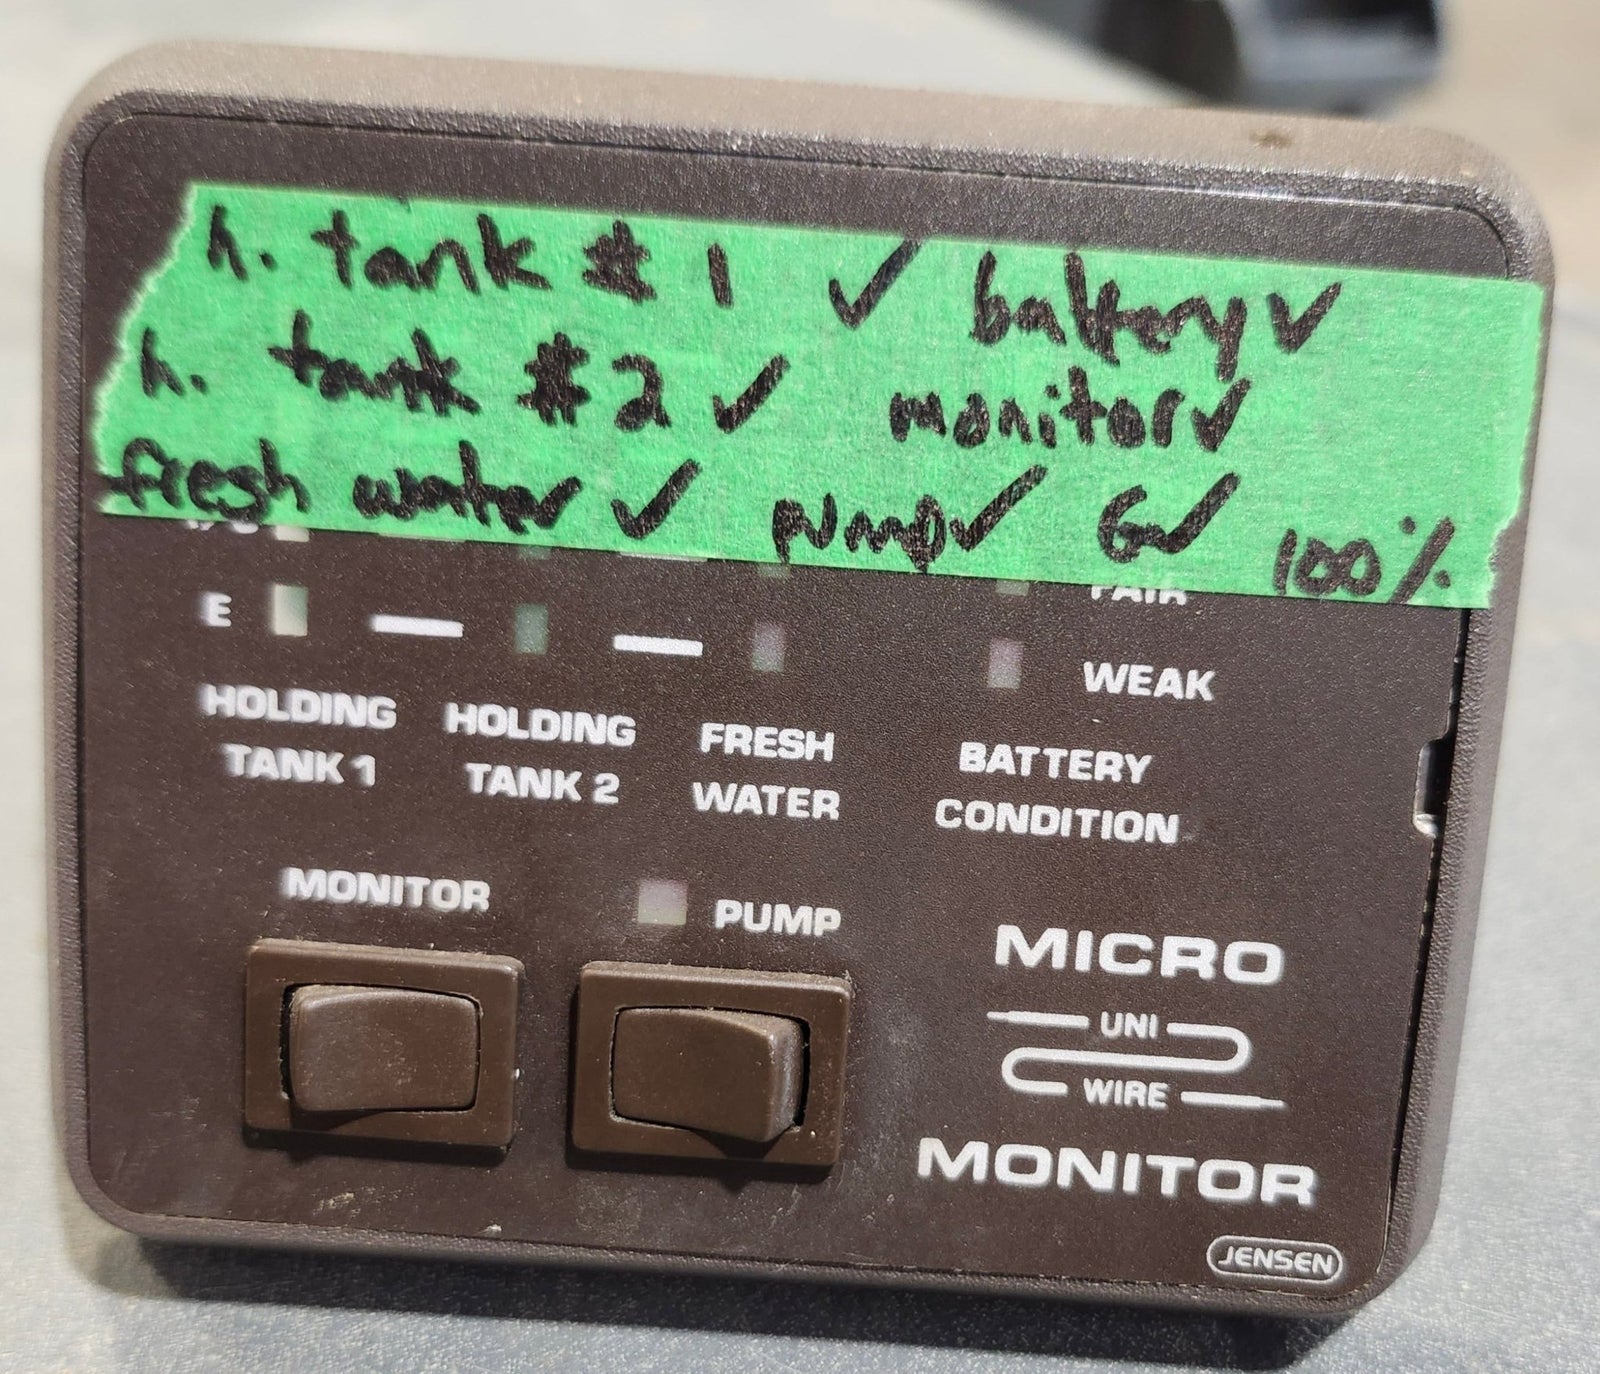 h. tank # 1 ✓ battery ✓
h. tank #2 ✓ monitor ✓
fresh water ✓ pump ✓ G ✓ 100%
FAIR
E
WEAK
HOLDING TANK 1
HOLDING TANK 2
FRESH WATER
BATTERY CONDITION
MONITOR
PUMP
MICRO
UNI
WIRE
MONITOR
JENSEN